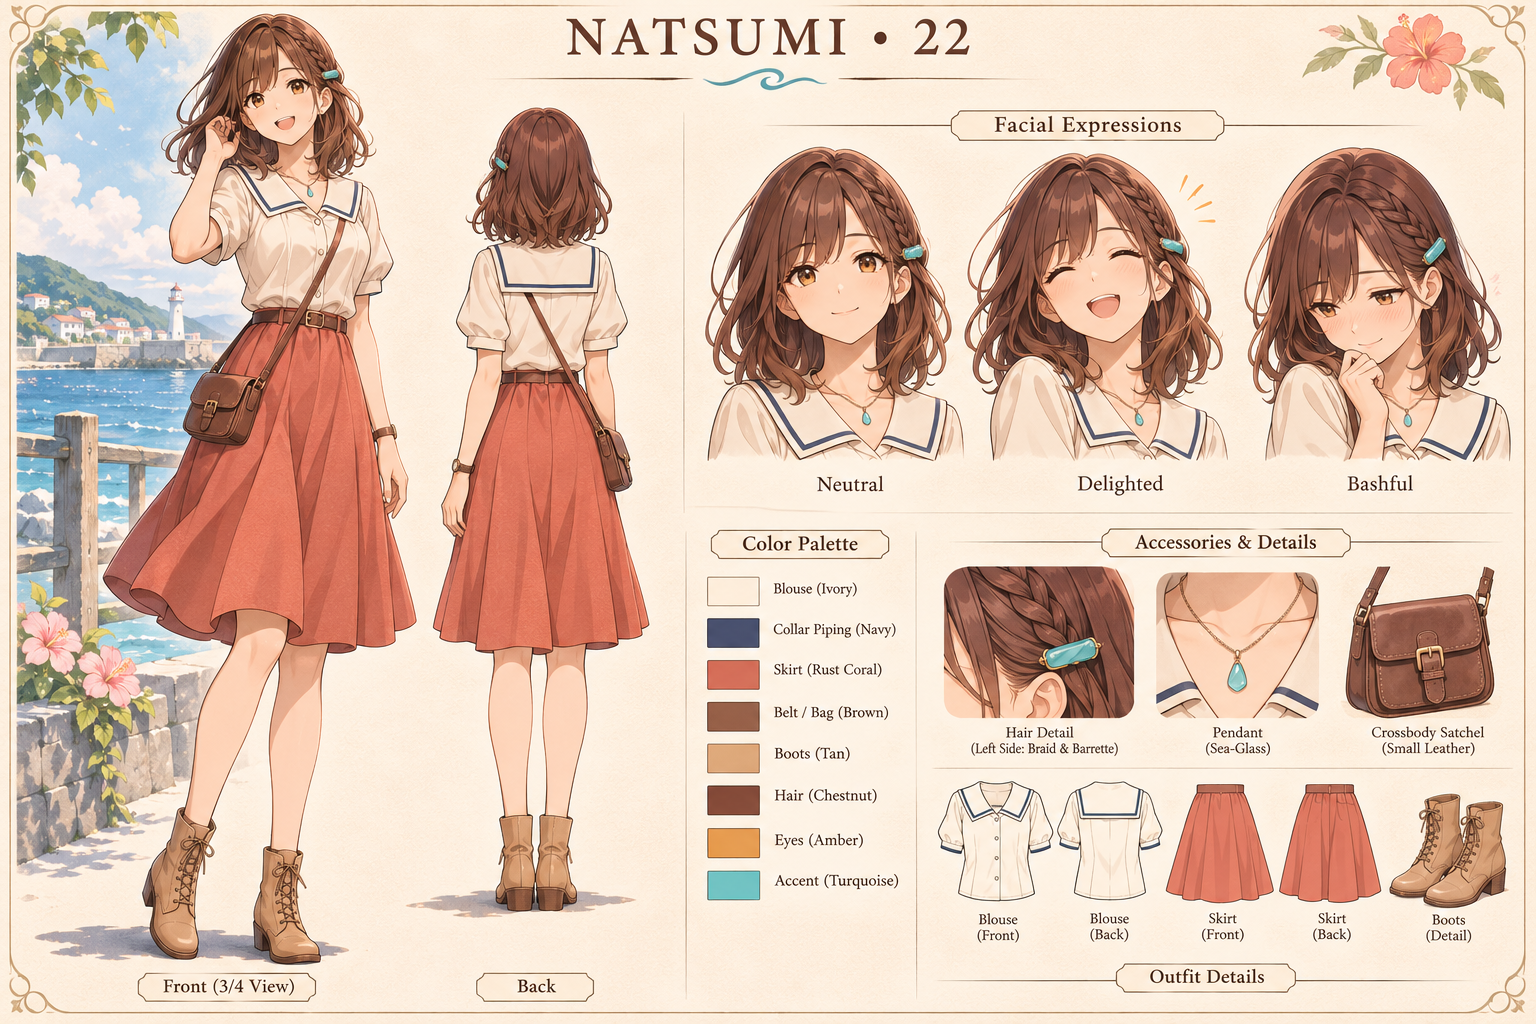 NATSUMI • 22
Facial Expressions
Neutral
Delighted
Bashful
Color Palette
Blouse (Ivory)
Collar Piping (Navy)
Skirt (Rust Coral)
Belt / Bag (Brown)
Boots (Tan)
Hair (Chestnut)
Eyes (Amber)
Accent (Turquoise)
Accessories & Details
Hair Detail
(Left Side: Braid & Barrette)
Pendant
(Sea-Glass)
Crossbody Satchel
(Small Leather)
Blouse
(Front)
Blouse
(Back)
Skirt
(Front)
Skirt
(Back)
Boots
(Detail)
Outfit Details
Front (3/4 View)
Back